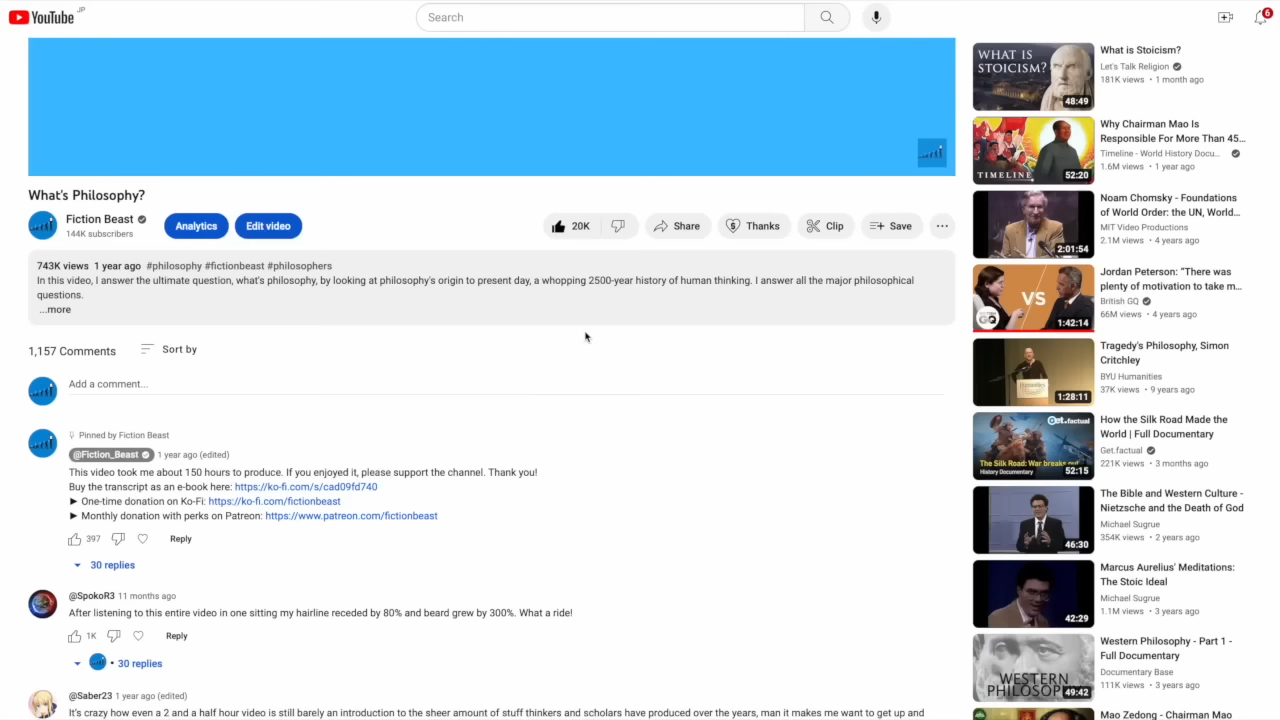 YouTube JP
Search
6
What's Philosophy?
Fiction Beast
144K subscribers
Analytics
Edit video
20K
Share
Thanks
Clip
Save
743K views 1 year ago #philosophy #fictionbeast #philosophers
In this video, I answer the ultimate question, what's philosophy, by looking at philosophy's origin to present day, a whopping 2500-year history of human thinking. I answer all the major philosophical
questions.
...more
1,157 Comments
Sort by
Add a comment...
Pinned by Fiction Beast
@Fiction_Beast 1 year ago (edited)
This video took me about 150 hours to produce. If you enjoyed it, please support the channel. Thank you!
Buy the transcript as an e-book here: https://ko-fi.com/s/cad09fd740
► One-time donation on Ko-Fi: https://ko-fi.com/fictionbeast
► Monthly donation with perks on Patreon: https://www.patreon.com/fictionbeast
397
Reply
30 replies
@SpokoR3 11 months ago
After listening to this entire video in one sitting my hairline receded by 80% and beard grew by 300%. What a ride!
1K
Reply
• 30 replies
@Saber23 1 year ago (edited)
It's crazy how even a 2 and a half hour video is still barely an introduction to the sheer amount of stuff thinkers and scholars have produced over the years, man it makes me want to get up and
WHAT IS
STOICISM?
48:49
What is Stoicism?
Let's Talk Religion
181K views • 1 month ago
TIMELINE
52:20
Why Chairman Mao Is
Responsible For More Than 45...
Timeline - World History Docu...
1.6M views • 1 year ago
2:01:54
Noam Chomsky - Foundations
of World Order: the UN, World...
MIT Video Productions
2.1M views • 4 years ago
VS
GQ
1:42:14
Jordan Peterson: “There was
plenty of motivation to take m...
British GQ
66M views • 4 years ago
Humanities
1:28:11
Tragedy's Philosophy, Simon
Critchley
BYU Humanities
37K views • 9 years ago
Get.factual
The Silk Road: War breaks out
History Documentary
52:15
How the Silk Road Made the
World | Full Documentary
Get.factual
221K views • 3 months ago
46:30
The Bible and Western Culture -
Nietzsche and the Death of God
Michael Sugrue
354K views • 2 years ago
42:29
Marcus Aurelius' Meditations:
The Stoic Ideal
Michael Sugrue
1.1M views • 3 years ago
WESTERN
PHILOSOPHY
49:42
Western Philosophy - Part 1 -
Full Documentary
Documentary Base
111K views • 3 years ago
Mao Zedong - Chairman Mao